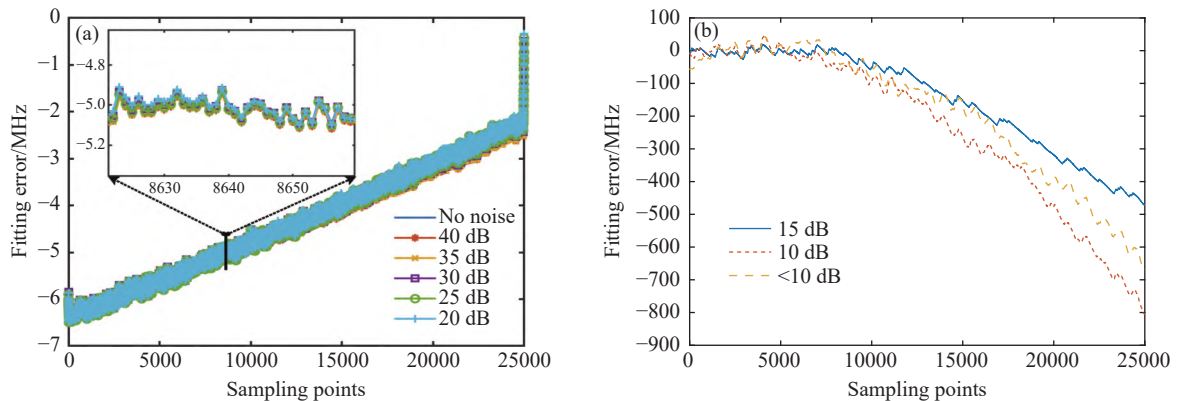 (a)
0
−1
−2
−3
−4
−5
−6
−7
Fitting error/MHz
−4.8
−5.0
−5.2
8630 8640 8650
No noise
40 dB
35 dB
30 dB
25 dB
20 dB
0 5000 10000 15000 20000 25000
Sampling points
(b)
100
0
−100
−200
−300
−400
−500
−600
−700
−800
−900
Fitting error/MHz
15 dB
10 dB
<10 dB
0 5000 10000 15000 20000 25000
Sampling points